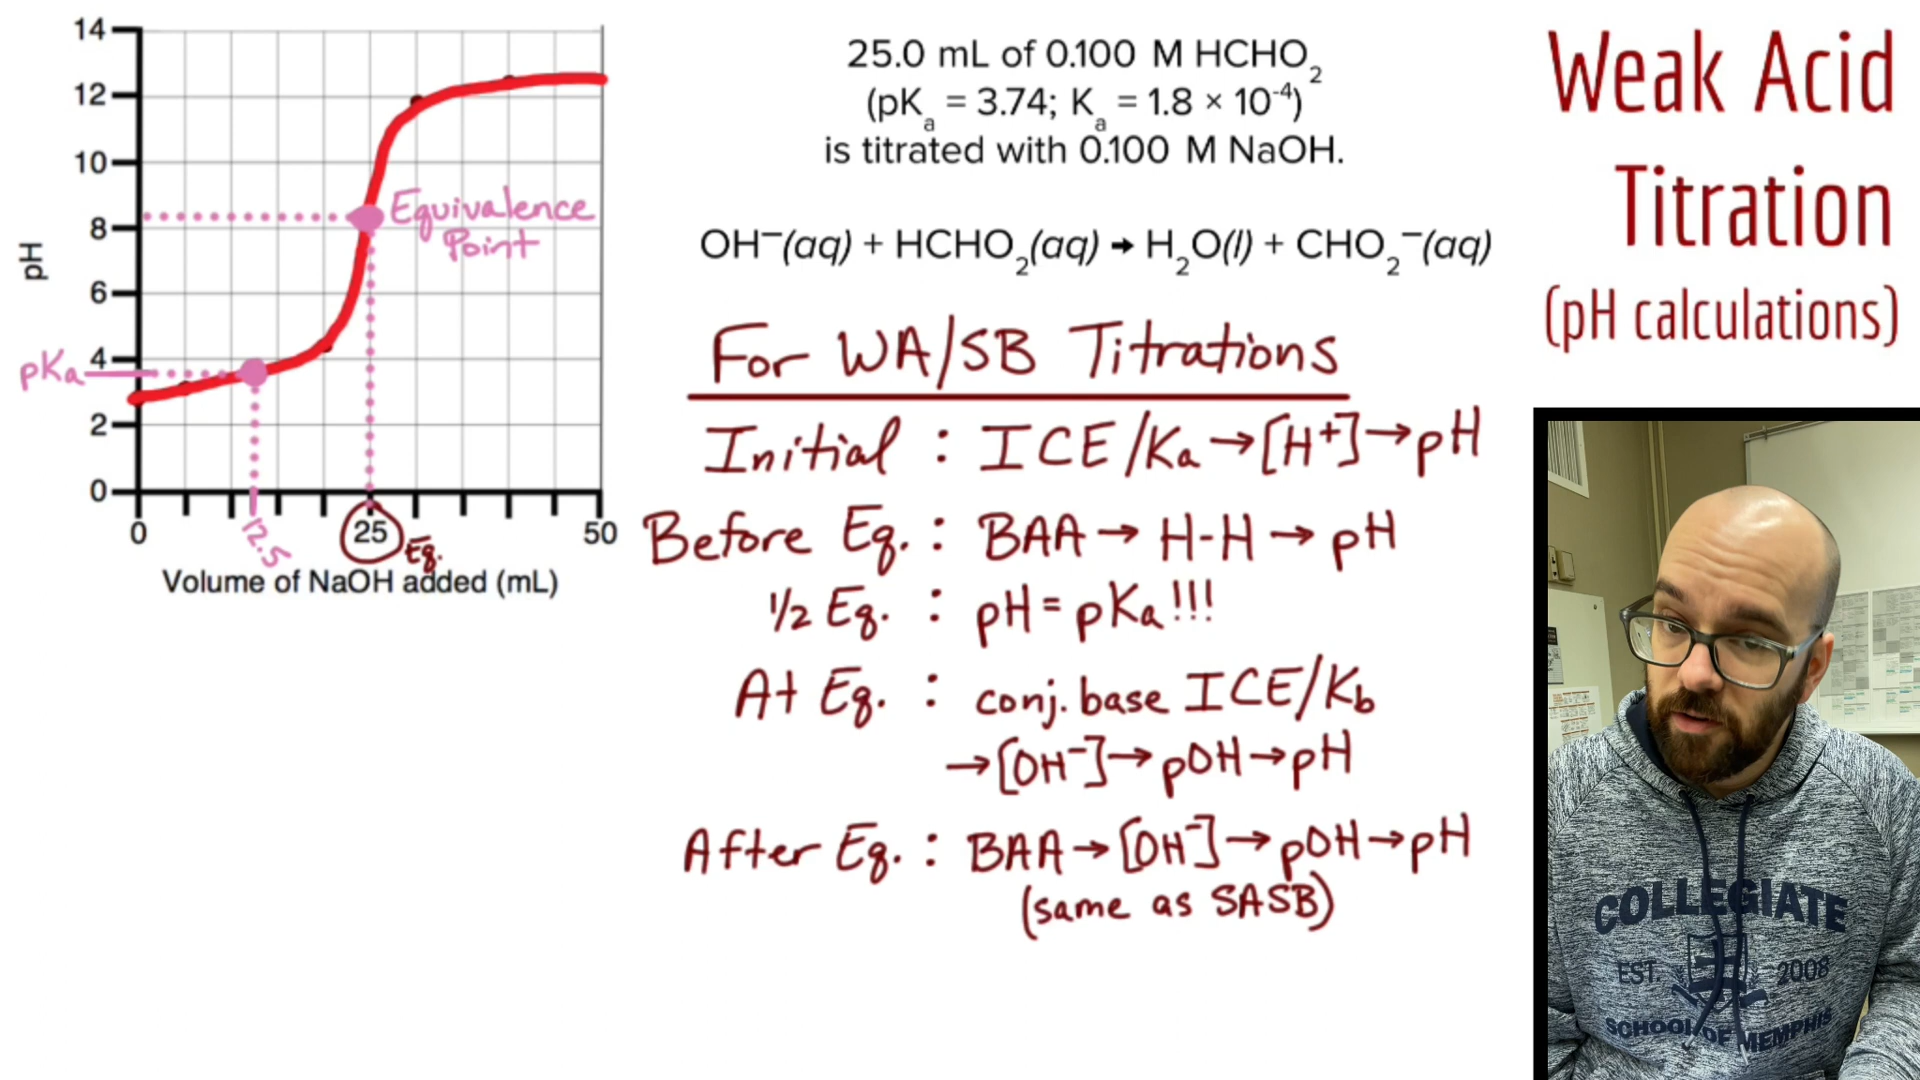 14
12
10
8
6
4
2
0
pH
pKa
Equivalence
Point
0
12.5
25
Eq.
50
Volume of NaOH added (mL)
25.0 mL of 0.100 M HCHO₂
(pKₐ = 3.74; Kₐ = 1.8 × 10⁻⁴)
is titrated with 0.100 M NaOH.
OH⁻(aq) + HCHO₂(aq) → H₂O(l) + CHO₂⁻(aq)
For WA/SB Titrations
Initial : ICE/Ka → [H⁺] → pH
Before Eq. : BAA → H-H → pH
½ Eq. : pH = pKa!!!
At Eq. : conj. base ICE/Kb
→ [OH⁻] → pOH → pH
After Eq. : BAA → [OH⁻] → pOH → pH
(same as SASB)
Weak Acid
Titration
(pH calculations)
COLLEGIATE
EST. 2008
SCHOOL OF MEMPHIS